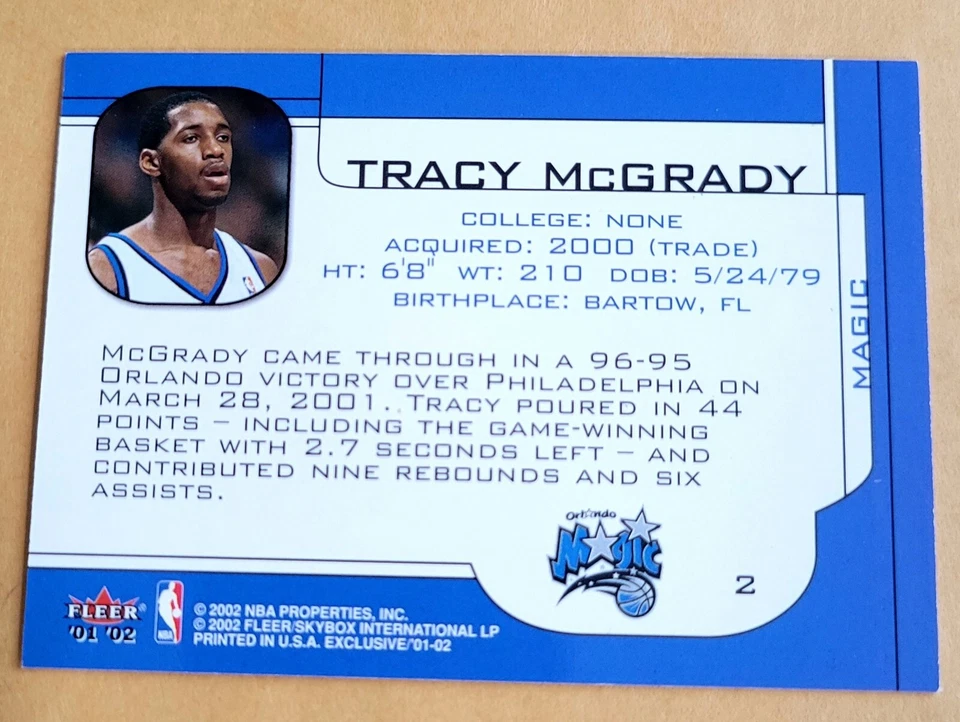 TRACY McGRADY
COLLEGE: NONE
ACQUIRED: 2000 (TRADE)
HT: 6'8" WT: 210 DOB: 5/24/79
BIRTHPLACE: BARTOW, FL
MAGIC
McGRADY CAME THROUGH IN A 96-95
ORLANDO VICTORY OVER PHILADELPHIA ON
MARCH 28, 2001. TRACY POURED IN 44
POINTS – INCLUDING THE GAME-WINNING
BASKET WITH 2.7 SECONDS LEFT – AND
CONTRIBUTED NINE REBOUNDS AND SIX
ASSISTS.
Orlando
Magic
2
FLEER®
'01 '02
NBA
© 2002 NBA PROPERTIES, INC.
© 2002 FLEER/SKYBOX INTERNATIONAL LP
PRINTED IN U.S.A. EXCLUSIVE/'01-02